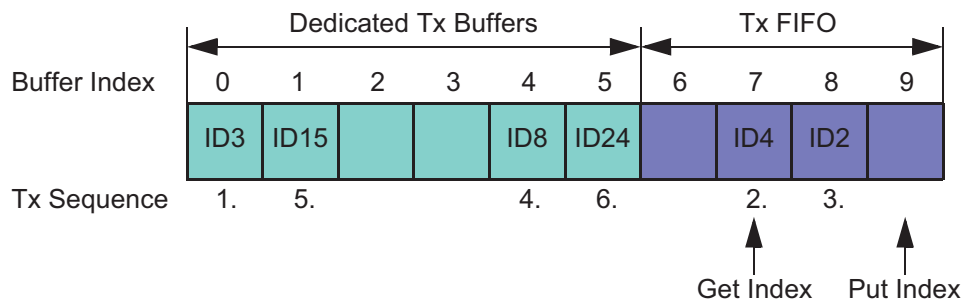 Dedicated Tx Buffers Tx FIFO
Buffer Index 0 1 2 3 4 5 6 7 8 9
ID3 ID15 ID8 ID24 ID4 ID2
Tx Sequence 1. 5. 4. 6. 2. 3.
Get Index Put Index